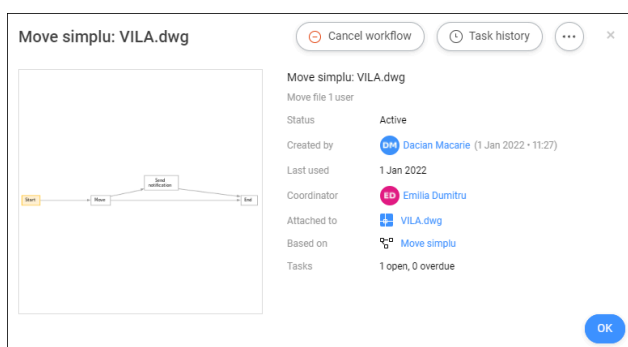 Move simplu: VILA.dwg
Cancel workflow
Task history
Move simplu: VILA.dwg
Move file 1 user
Status Active
Created by DM Dacian Macarie (1 Jan 2022 • 11:27)
Last used 1 Jan 2022
Coordinator ED Emilia Dumitru
Attached to VILA.dwg
Based on Move simplu
Tasks 1 open, 0 overdue
Send
notification
Start Move End
OK